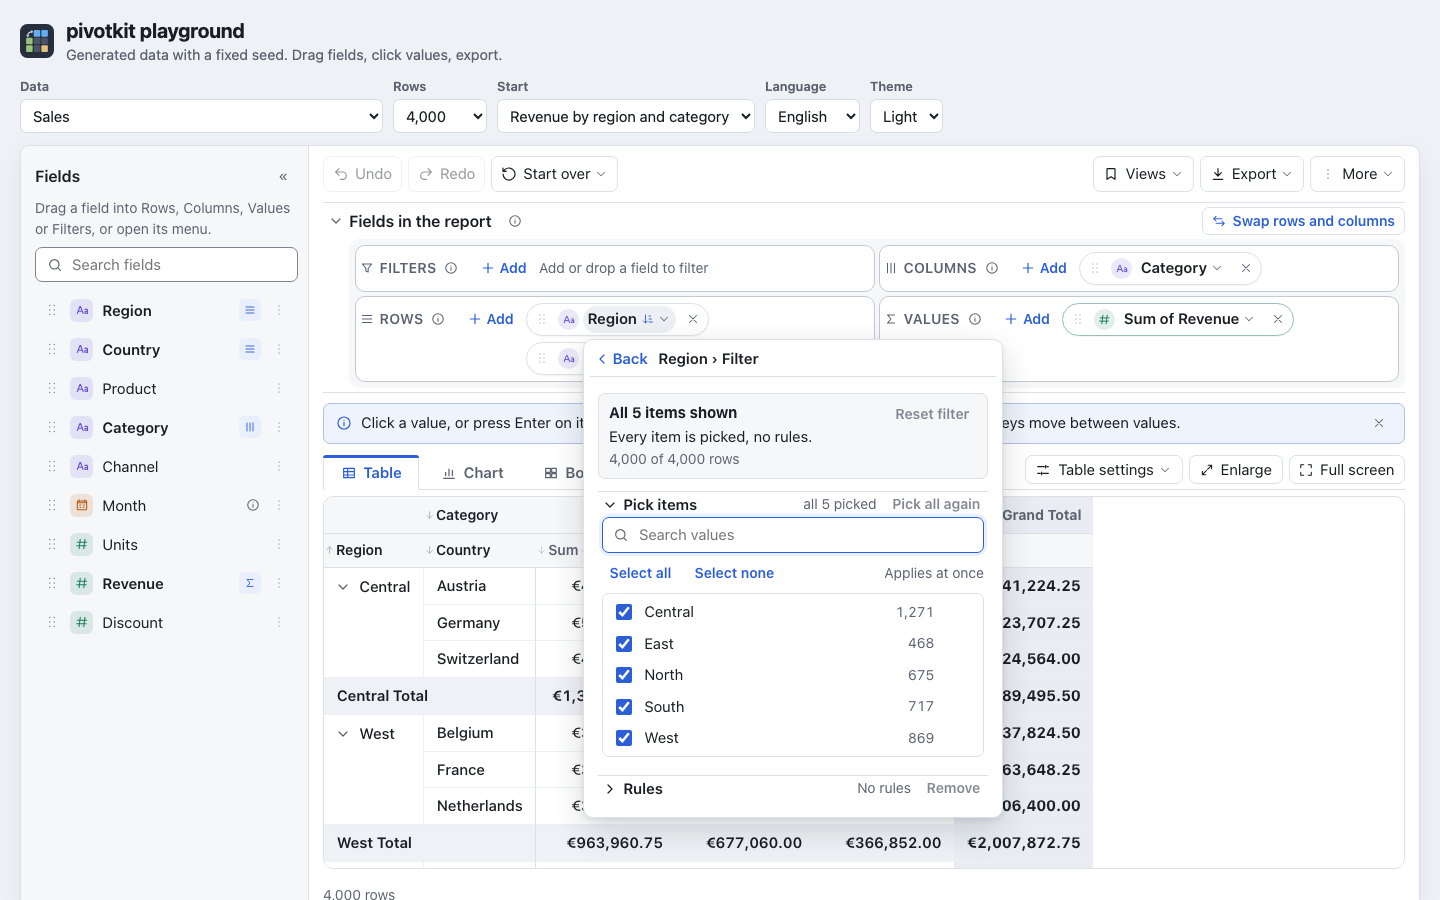 pivotkit playground
Generated data with a fixed seed. Drag fields, click values, export.
Data
Rows
Start
Language
Theme
Sales
4,000
Revenue by region and category
English
Light
Fields
«
Drag a field into Rows, Columns, Values
or Filters, or open its menu.
Search fields
Aa Region
Aa Country
Aa Product
Aa Category
Aa Channel
Month
Units
# Revenue Σ
# Discount
Undo
Redo
Start over
Views
Export
More
Fields in the report
Swap rows and columns
FILTERS
+ Add
Add or drop a field to filter
COLUMNS
+ Add
Aa Category
ROWS
+ Add
Aa Region
Aa
Σ VALUES
+ Add
# Sum of Revenue
Back
Region › Filter
All 5 items shown
Reset filter
Every item is picked, no rules.
4,000 of 4,000 rows
Pick items
all 5 picked
Pick all again
Search values
Select all
Select none
Applies at once
Central 1,271
East 468
North 675
South 717
West 869
Rules
No rules
Remove
Click a value, or press Enter on
move between values.
Table
Chart
Table settings
Enlarge
Full screen
↓ Category
Grand Total
↑ Region
↓ Country
↓ Sum
Central
Austria
41,224.25
Germany
23,707.25
Switzerland
24,564.00
Central Total
89,495.50
West
Belgium
37,824.50
France
63,648.25
Netherlands
06,400.00
West Total €963,960.75 €677,060.00 €366,852.00 €2,007,872.75
4,000 rows